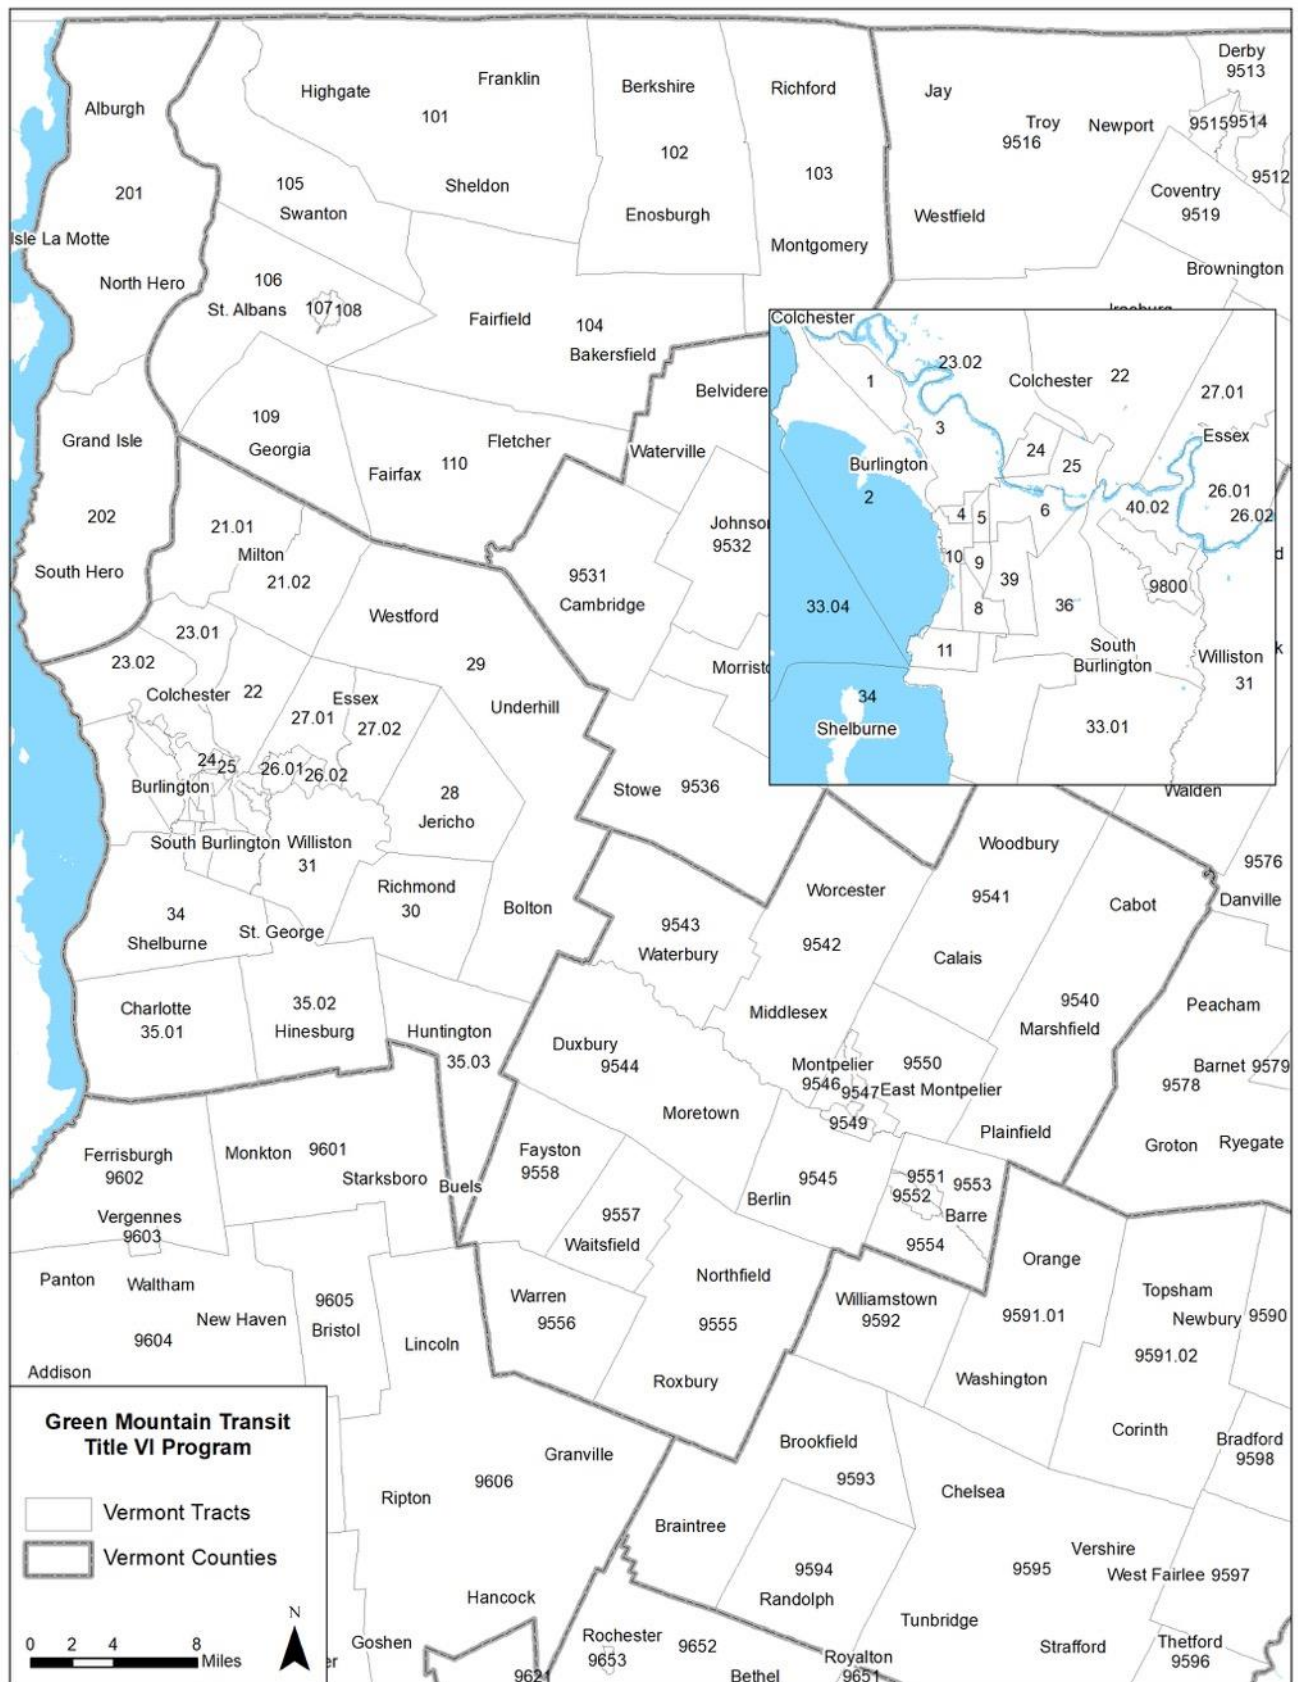 Derby
9513
Franklin
Highgate
Berkshire
Richford
Jay
Alburgh
101
Troy
9516
Newport
9515
9514
102
103
9512
105
Sheldon
Coventry
9519
201
Swanton
Enosburgh
Westfield
Isle La Motte
Montgomery
106
North Hero
Brownington
St. Albans
107
108
Fairfield
104
Bakersfield
Belvidere
109
Georgia
Grand Isle
Fletcher
110
Fairfax
Waterville
202
21.01
Milton
Johnson
9532
South Hero
21.02
9531
Cambridge
Westford
23.01
23.02
29
Colchester
22
Essex
Underhill
27.01
27.02
24
25
26.01
26.02
Burlington
Stowe
9536
28
Jericho
South Burlington
Williston
31
Colchester
23.02
1
Colchester
22
27.01
3
Essex
24
25
Burlington
2
26.01
26.02
40.02
6
4
5
10
9
39
9800
33.04
8
36
11
South
Burlington
Williston
31
34
Shelburne
33.01
Walden
Woodbury
9576
Richmond
30
Worcester
9541
Cabot
Danville
Bolton
34
Shelburne
St. George
9543
Waterbury
9542
Calais
35.02
Hinesburg
Charlotte
35.01
Middlesex
9540
Marshfield
Peacham
Huntington
35.03
Duxbury
9544
Montpelier
9546
9550
East Montpelier
9547
Barnet
9579
9578
Moretown
9549
Plainfield
Groton
Ryegate
Ferrisburgh
9602
Monkton
9601
Starksboro
Buels
Fayston
9558
9545
Berlin
9551
9552
9553
Barre
Vergennes
9603
9557
Waitsfield
9554
Panton
Waltham
Northfield
Orange
Topsham
New Haven
9605
Bristol
Warren
9556
9555
Williamstown
9592
9591.01
Newbury
9590
9604
Lincoln
9591.02
Addison
Roxbury
Washington
Green Mountain Transit
Title VI Program
Vermont Tracts
Vermont Counties
N
0 2 4 8
Miles
Granville
Brookfield
9593
Corinth
Bradford
9598
9606
Ripton
Chelsea
Braintree
Vershire
9594
Randolph
9595
West Fairlee
9597
Hancock
Tunbridge
Goshen
Rochester
9653
9652
Strafford
Thetford
9596
Royalton
9651
9621
Bethel